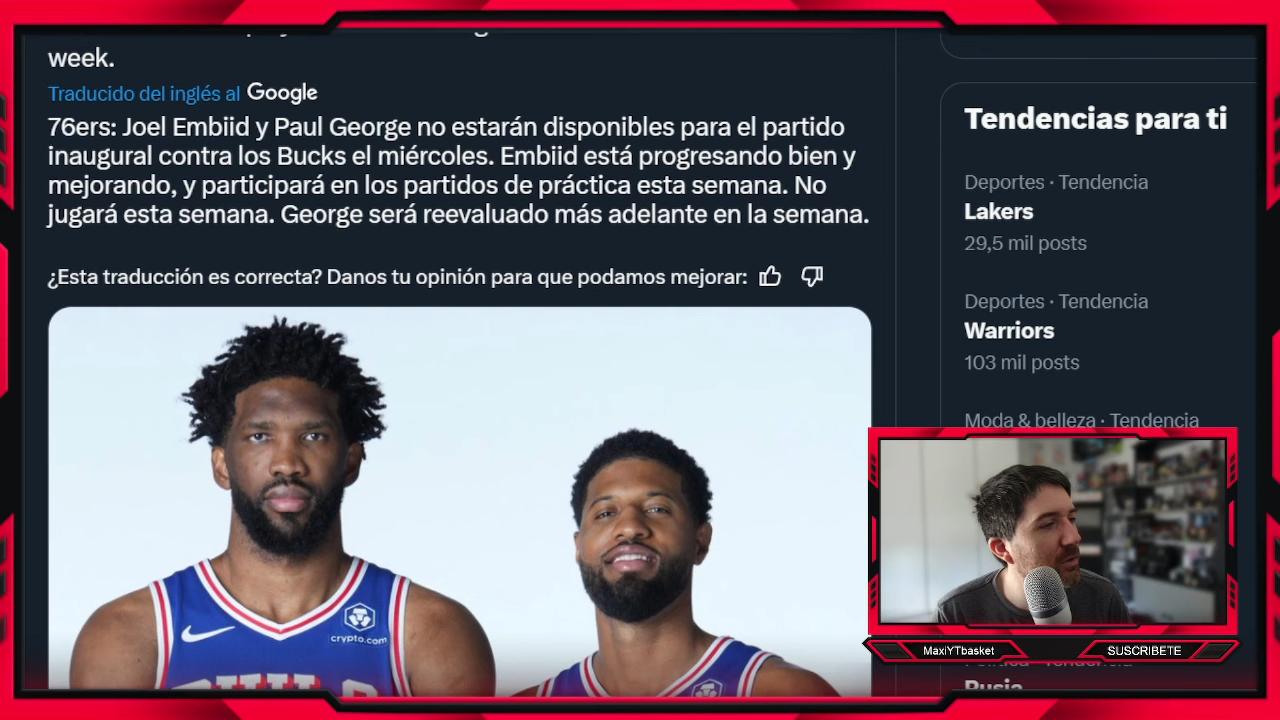 week.
Traducido del inglés al Google
76ers: Joel Embiid y Paul George no estarán disponibles para el partido
inaugural contra los Bucks el miércoles. Embiid está progresando bien y
mejorando, y participará en los partidos de práctica esta semana. No
jugará esta semana. George será reevaluado más adelante en la semana.
¿Esta traducción es correcta? Danos tu opinión para que podamos mejorar:
crypto.com
Tendencias para ti
Deportes · Tendencia
Lakers
29,5 mil posts
Deportes · Tendencia
Warriors
103 mil posts
Moda & belleza · Tendencia
MaxiYTbasket
SUSCRIBETE
Política · Tendencia
Rusia